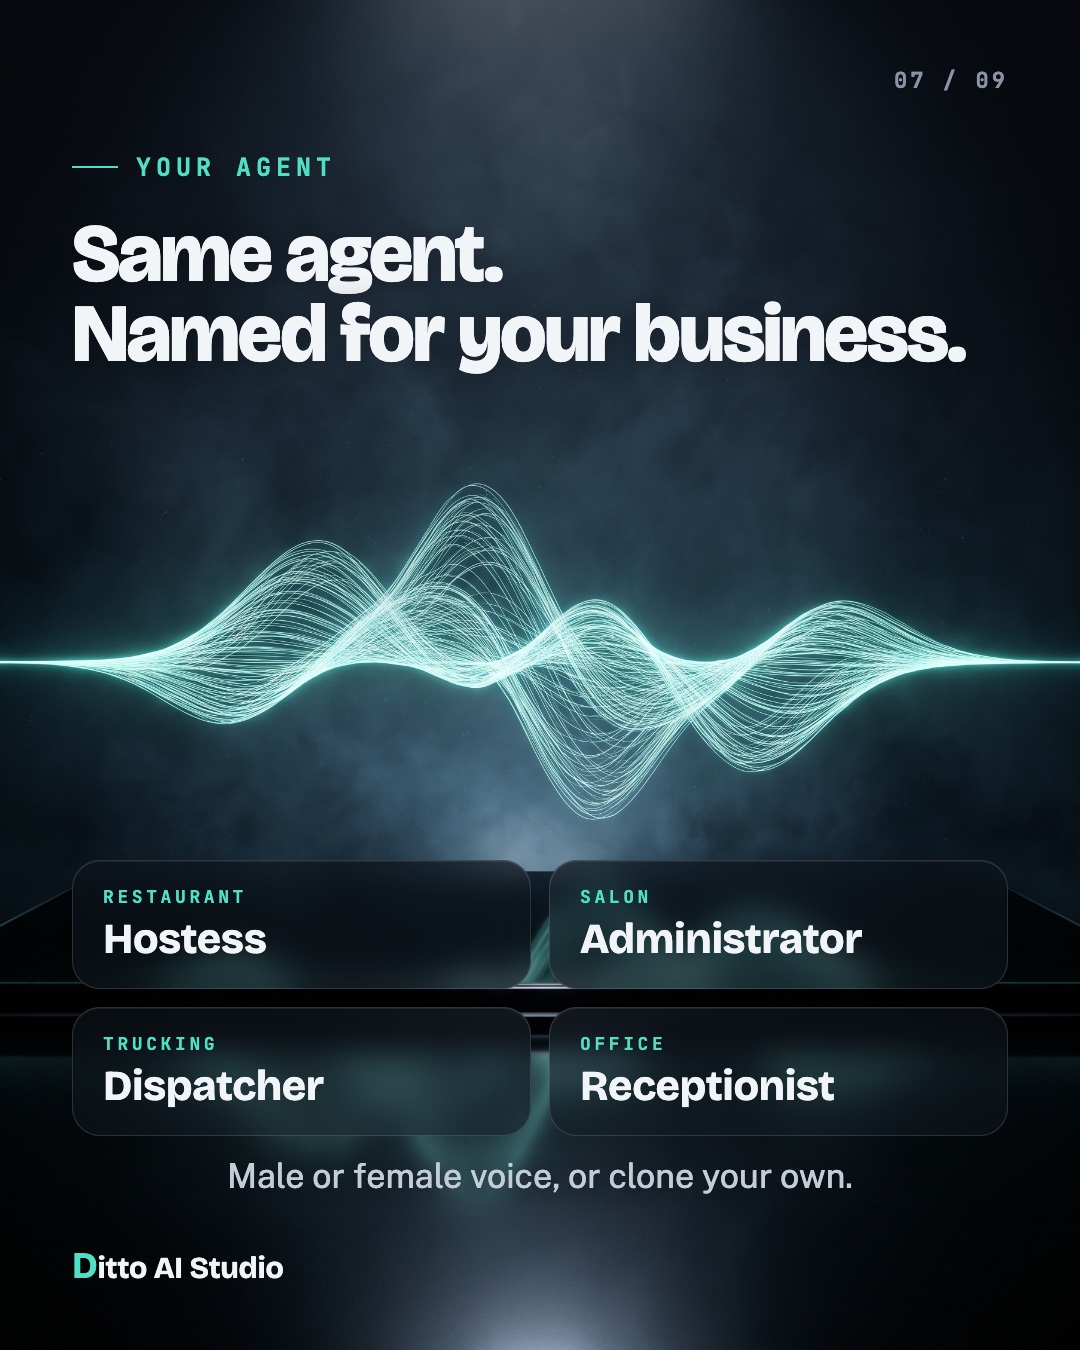 07 / 09
YOUR AGENT
Same agent.
Named for your business.
RESTAURANT
Hostess
SALON
Administrator
TRUCKING
Dispatcher
OFFICE
Receptionist
Male or female voice, or clone your own.
Ditto AI Studio